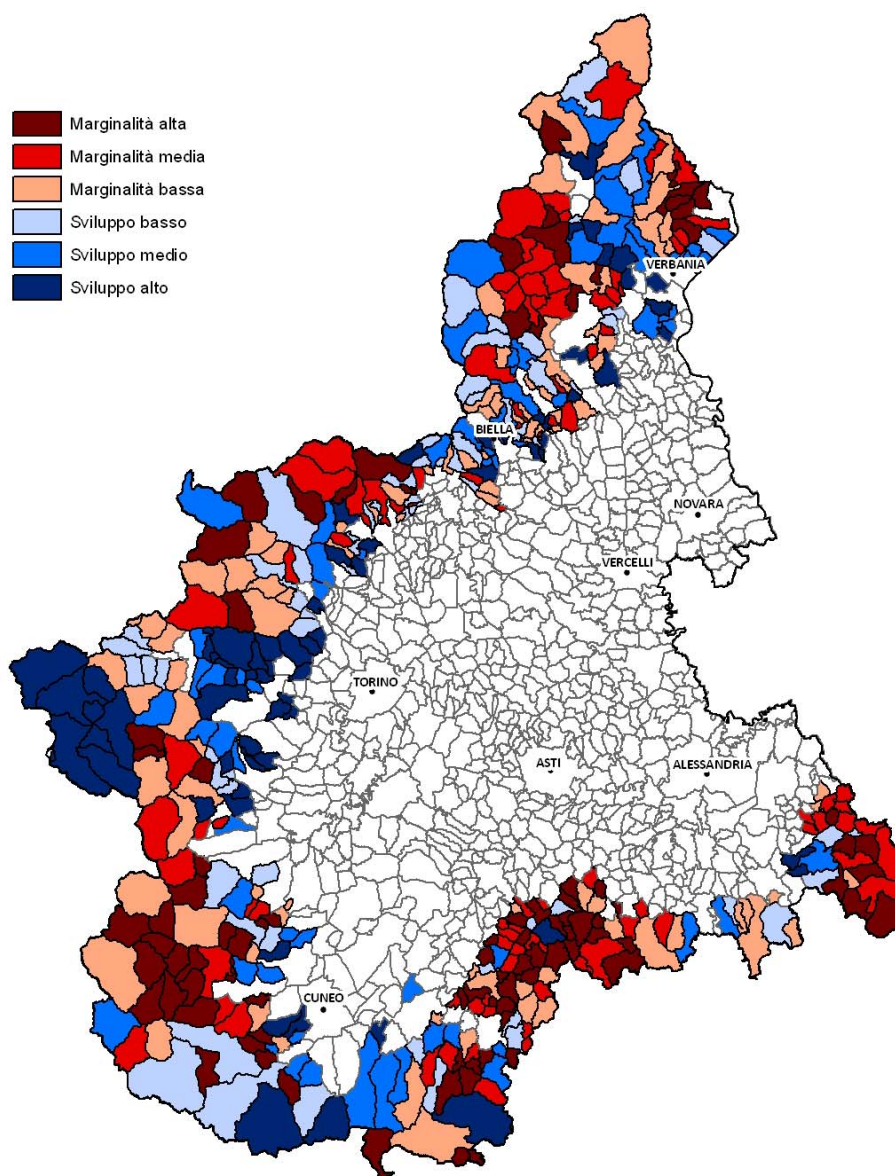 Marginalità alta
Marginalità media
Marginalità bassa
Sviluppo basso
Sviluppo medio
Sviluppo alto
VERBANIA
BIELLA
NOVARA
VERCELLI
TORINO
ASTI
ALESSANDRIA
CUNEO